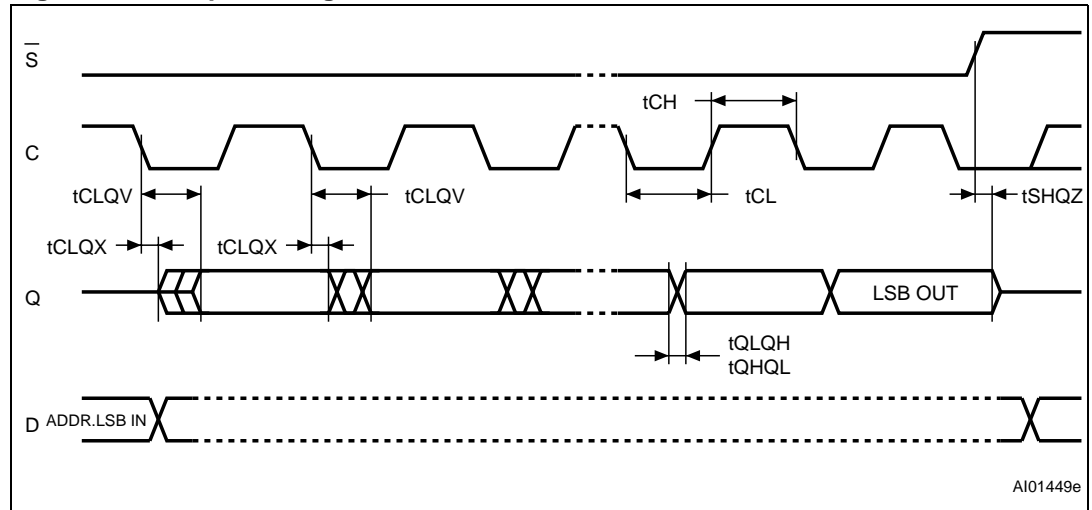 S
tCH
C
tCLQV
tCLQV
tCL
tSHQZ
tCLQX
tCLQX
Q
LSB OUT
tQLQH
tQHQL
D ADDR.LSB IN
AI01449e